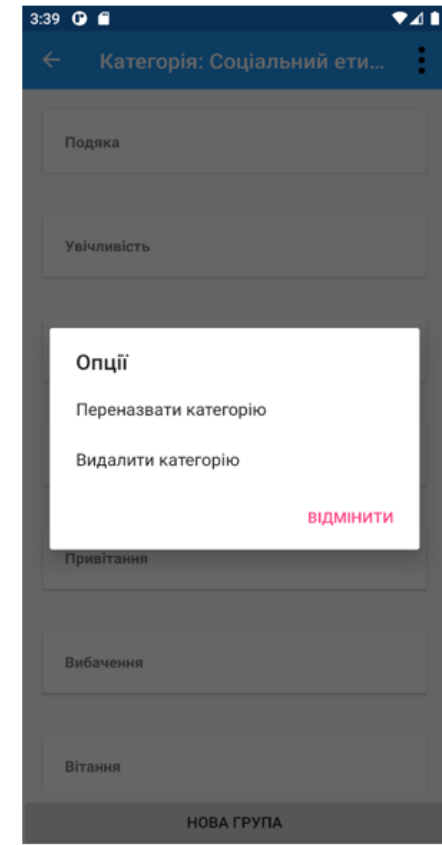 3:39
Категорія: Соціальний ети...
Подяка
Увічливість
Опції
Переназвати категорію
Видалити категорію
ВІДМІНИТИ
Привітання
Вибачення
Вітання
НОВА ГРУПА